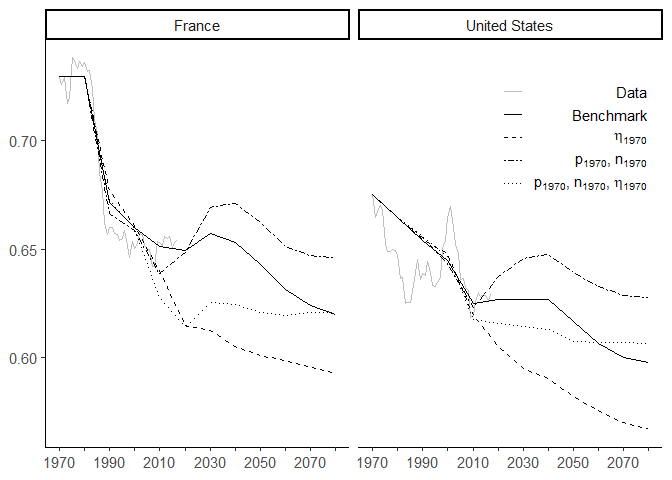 France
United States
Data
Benchmark
η1970
p1970, n1970
p1970, n1970, η1970
0.70
0.65
0.60
1970 1990 2010 2030 2050 2070
1970 1990 2010 2030 2050 2070